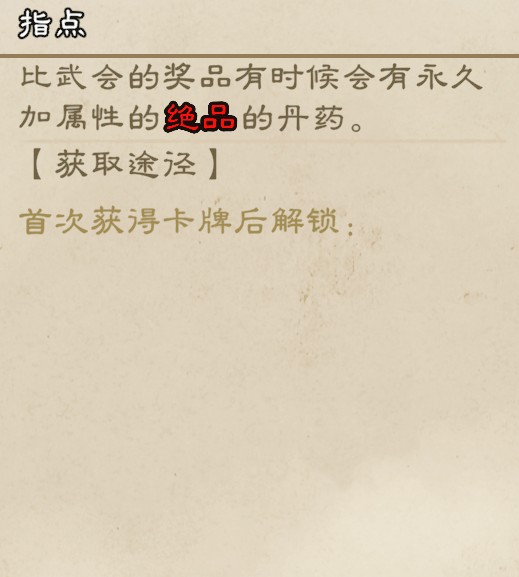 指点
比武会的奖品有时候会有永久
加属性的绝品的丹药。
【获取途径】
首次获得卡牌后解锁：